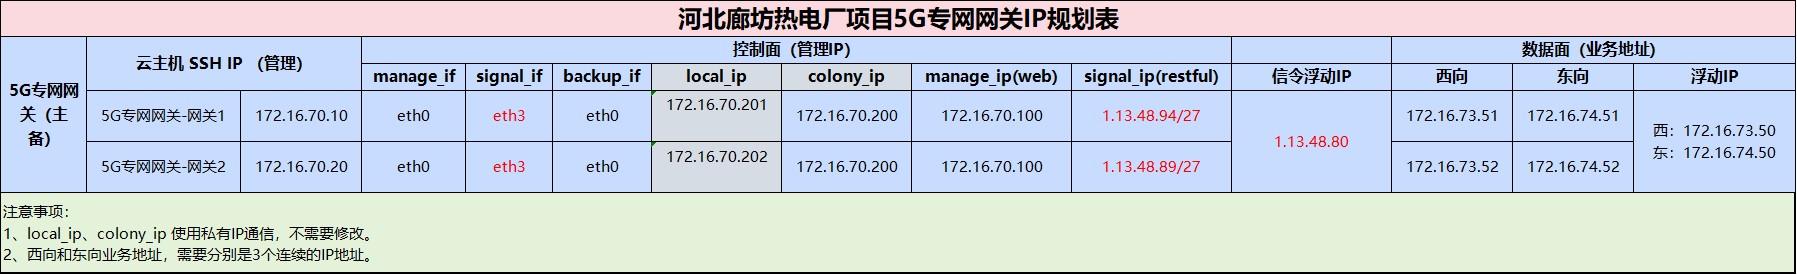 河北廊坊热电厂项目5G专网网关IP规划表
5G专网网关（主备）
云主机 SSH IP （管理）
控制面（管理IP）
数据面（业务地址)
manage_if
signal_if
backup_if
local_ip
colony_ip
manage_ip(web)
signal_ip(restful)
信令浮动IP
西向
东向
浮动IP
5G专网网关-网关1
172.16.70.10
eth0
eth3
eth0
172.16.70.201
172.16.70.200
172.16.70.100
1.13.48.94/27
1.13.48.80
172.16.73.51
172.16.74.51
西：172.16.73.50
东：172.16.74.50
5G专网网关-网关2
172.16.70.20
eth0
eth3
eth0
172.16.70.202
172.16.70.200
172.16.70.100
1.13.48.89/27
172.16.73.52
172.16.74.52
注意事项：
1、local_ip、colony_ip 使用私有IP通信，不需要修改。
2、西向和东向业务地址，需要分别是3个连续的IP地址。